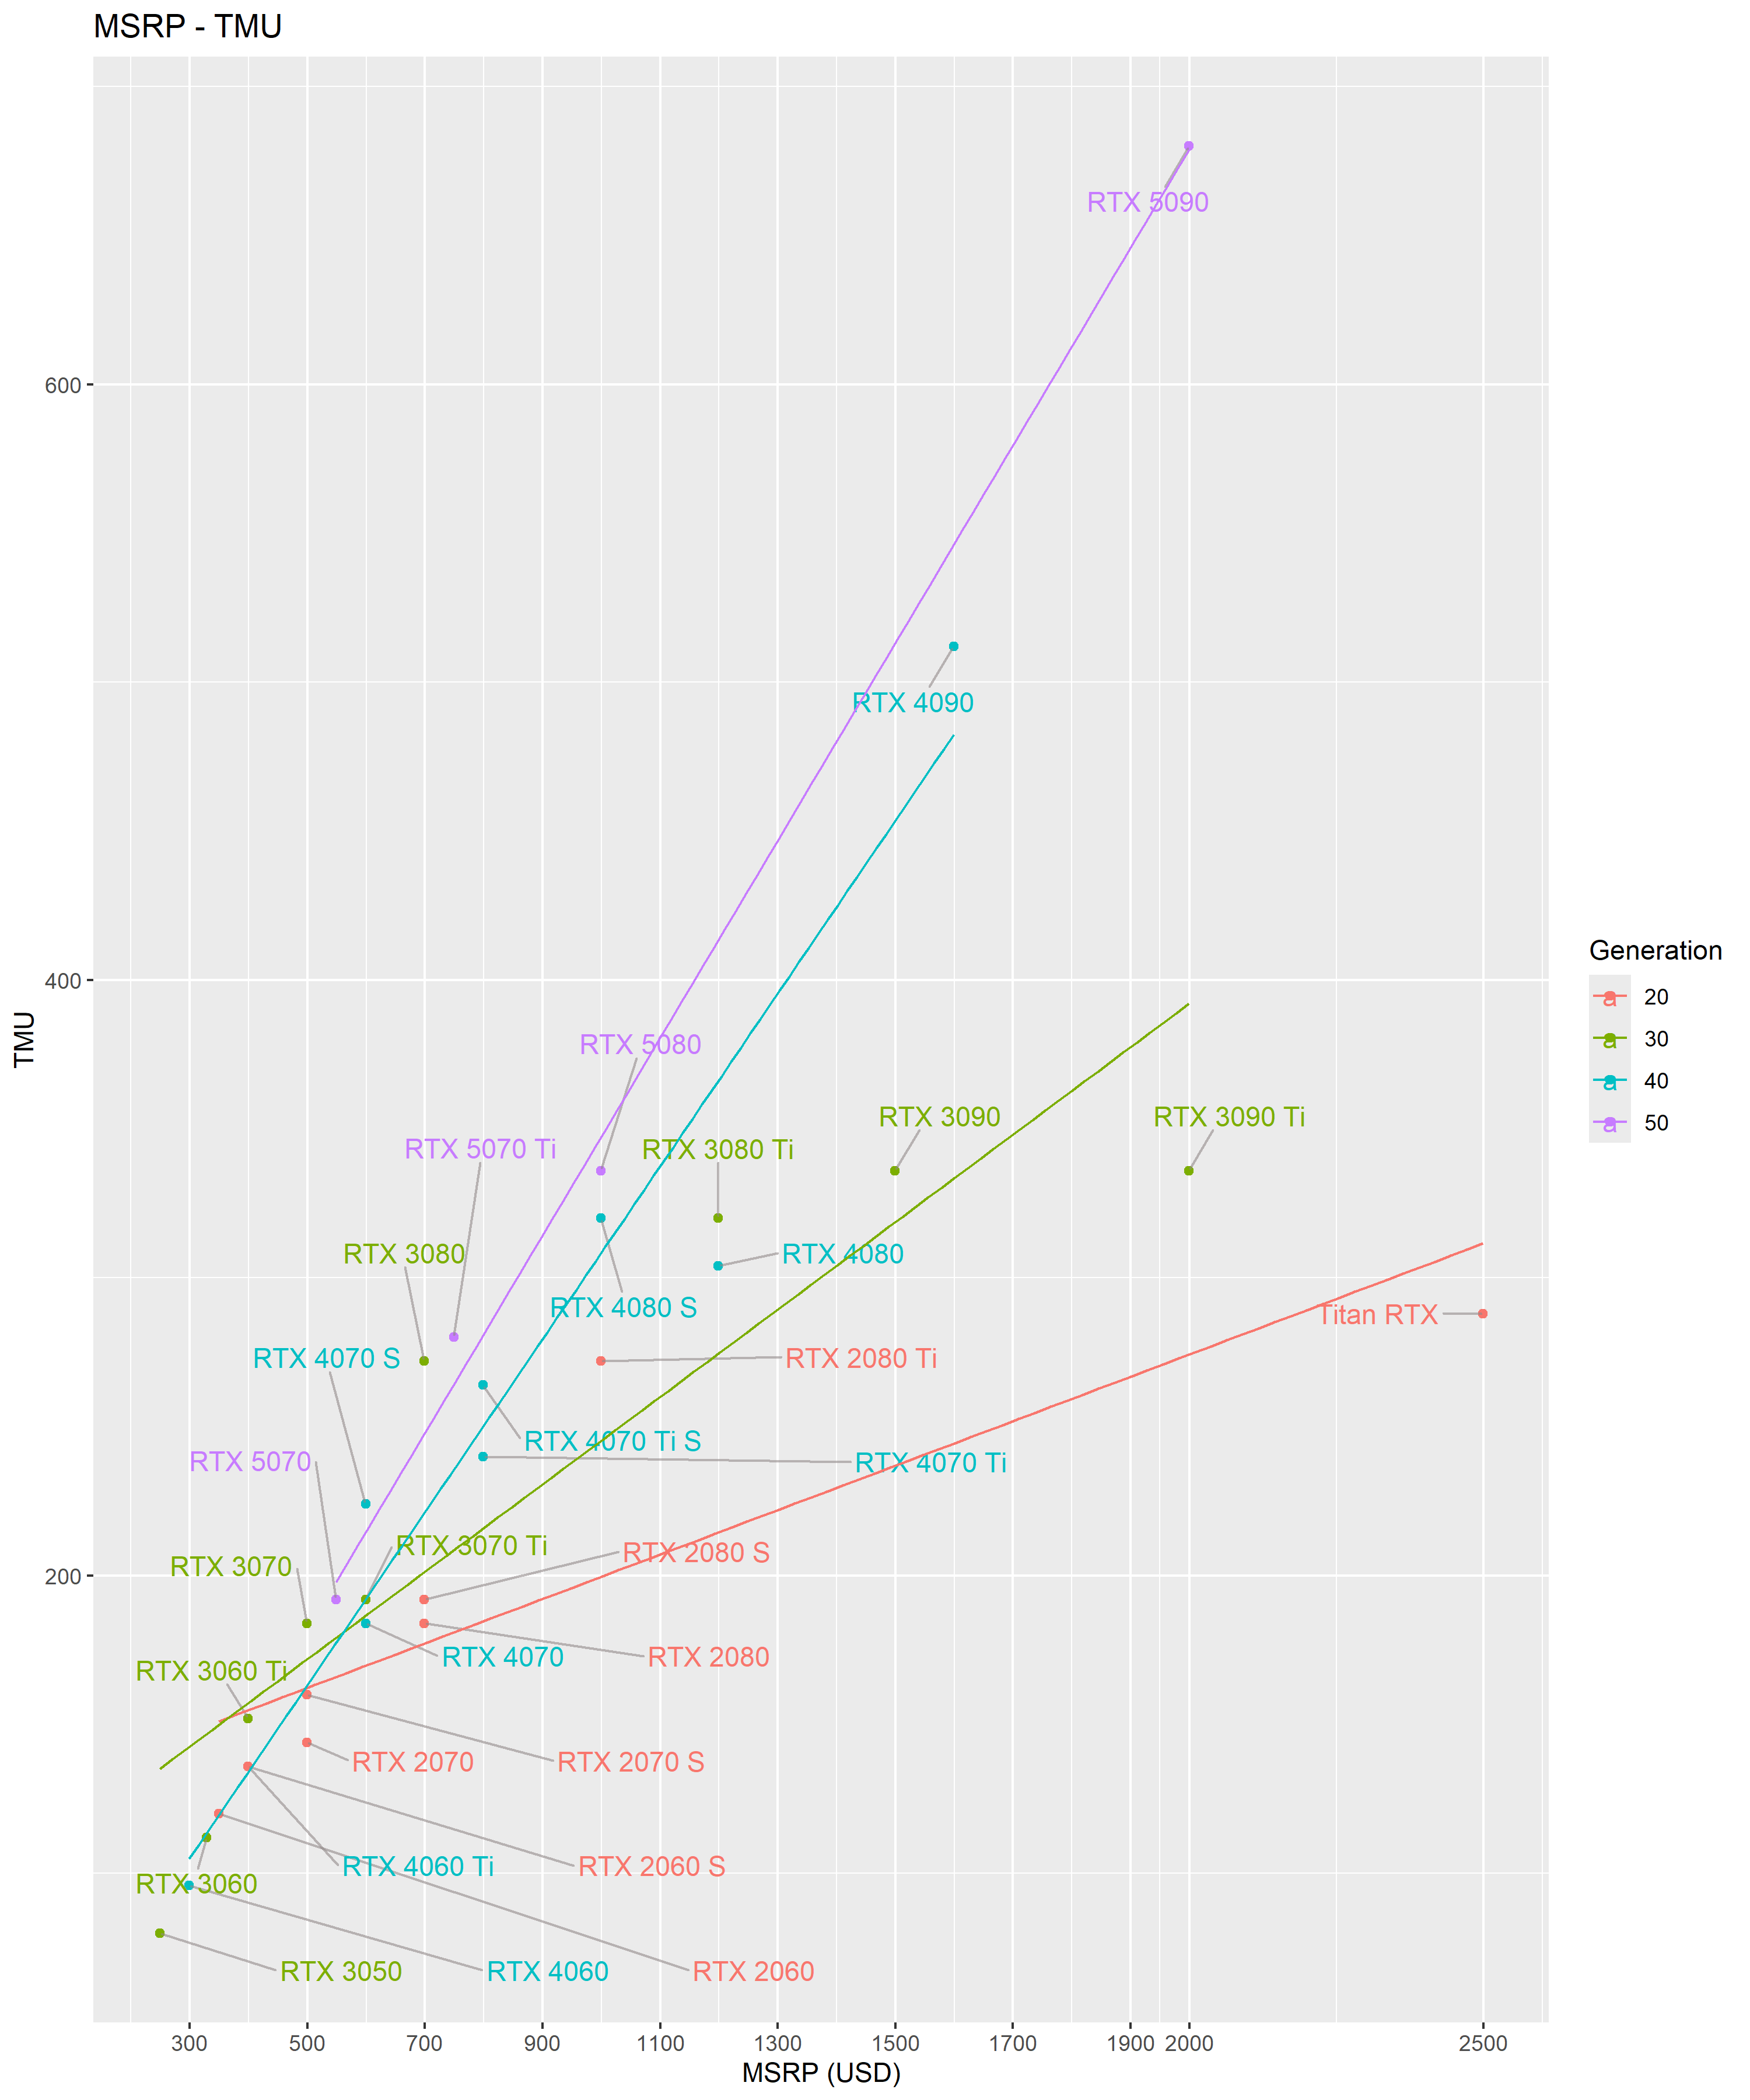 MSRP - TMU
RTX 5090
600
RTX 4090
400
TMU
RTX 5080
RTX 3090
RTX 3090 Ti
RTX 5070 Ti
RTX 3080 Ti
RTX 3080
RTX 4080
RTX 4080 S
Titan RTX
RTX 4070 S
RTX 2080 Ti
RTX 4070 Ti S
RTX 5070
RTX 4070 Ti
RTX 3070 Ti
RTX 2080 S
RTX 3070
200
RTX 4070
RTX 2080
RTX 3060 Ti
RTX 2070
RTX 2070 S
RTX 4060 Ti
RTX 2060 S
RTX 3060
RTX 3050
RTX 4060
RTX 2060
300 500 700 900 1100 1300 1500 1700 1900 2000 2500
MSRP (USD)
Generation
a 20
a 30
a 40
a 50